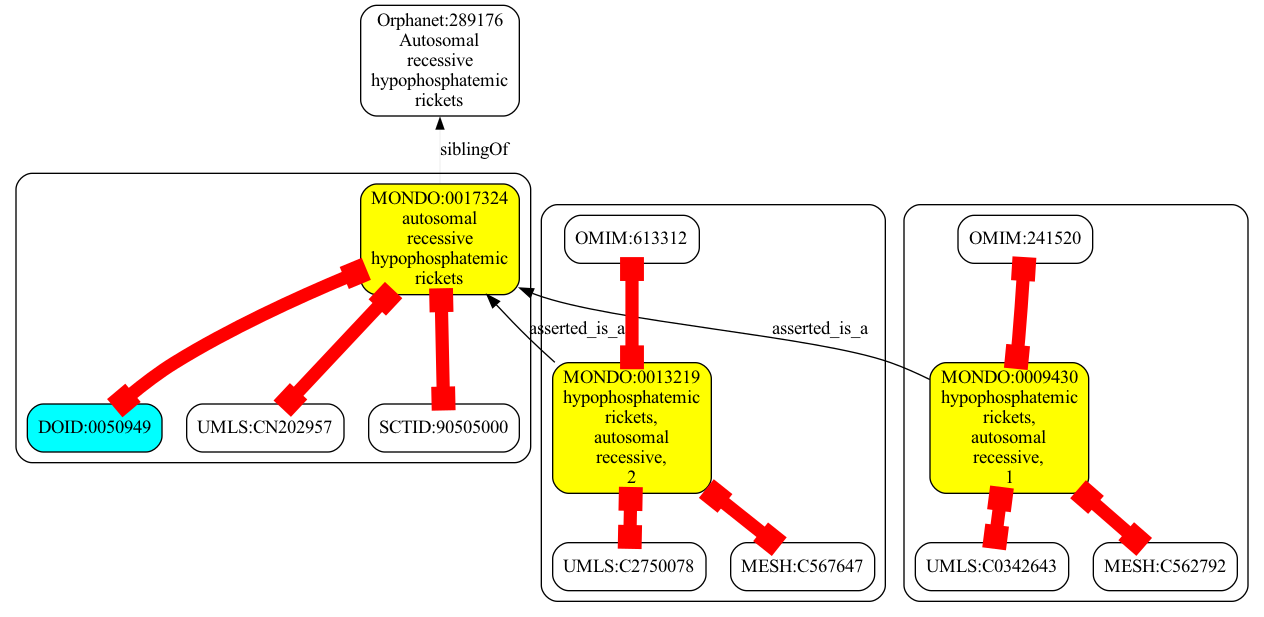 Orphanet:289176
Autosomal
recessive
hypophosphatemic
rickets
siblingOf
MONDO:0017324
autosomal
recessive
hypophosphatemic
rickets
OMIM:613312
OMIM:241520
asserted_is_a
asserted_is_a
DOID:0050949
UMLS:CN202957
SCTID:90505000
MONDO:0013219
hypophosphatemic
rickets,
autosomal
recessive,
2
MONDO:0009430
hypophosphatemic
rickets,
autosomal
recessive,
1
UMLS:C2750078
MESH:C567647
UMLS:C0342643
MESH:C562792